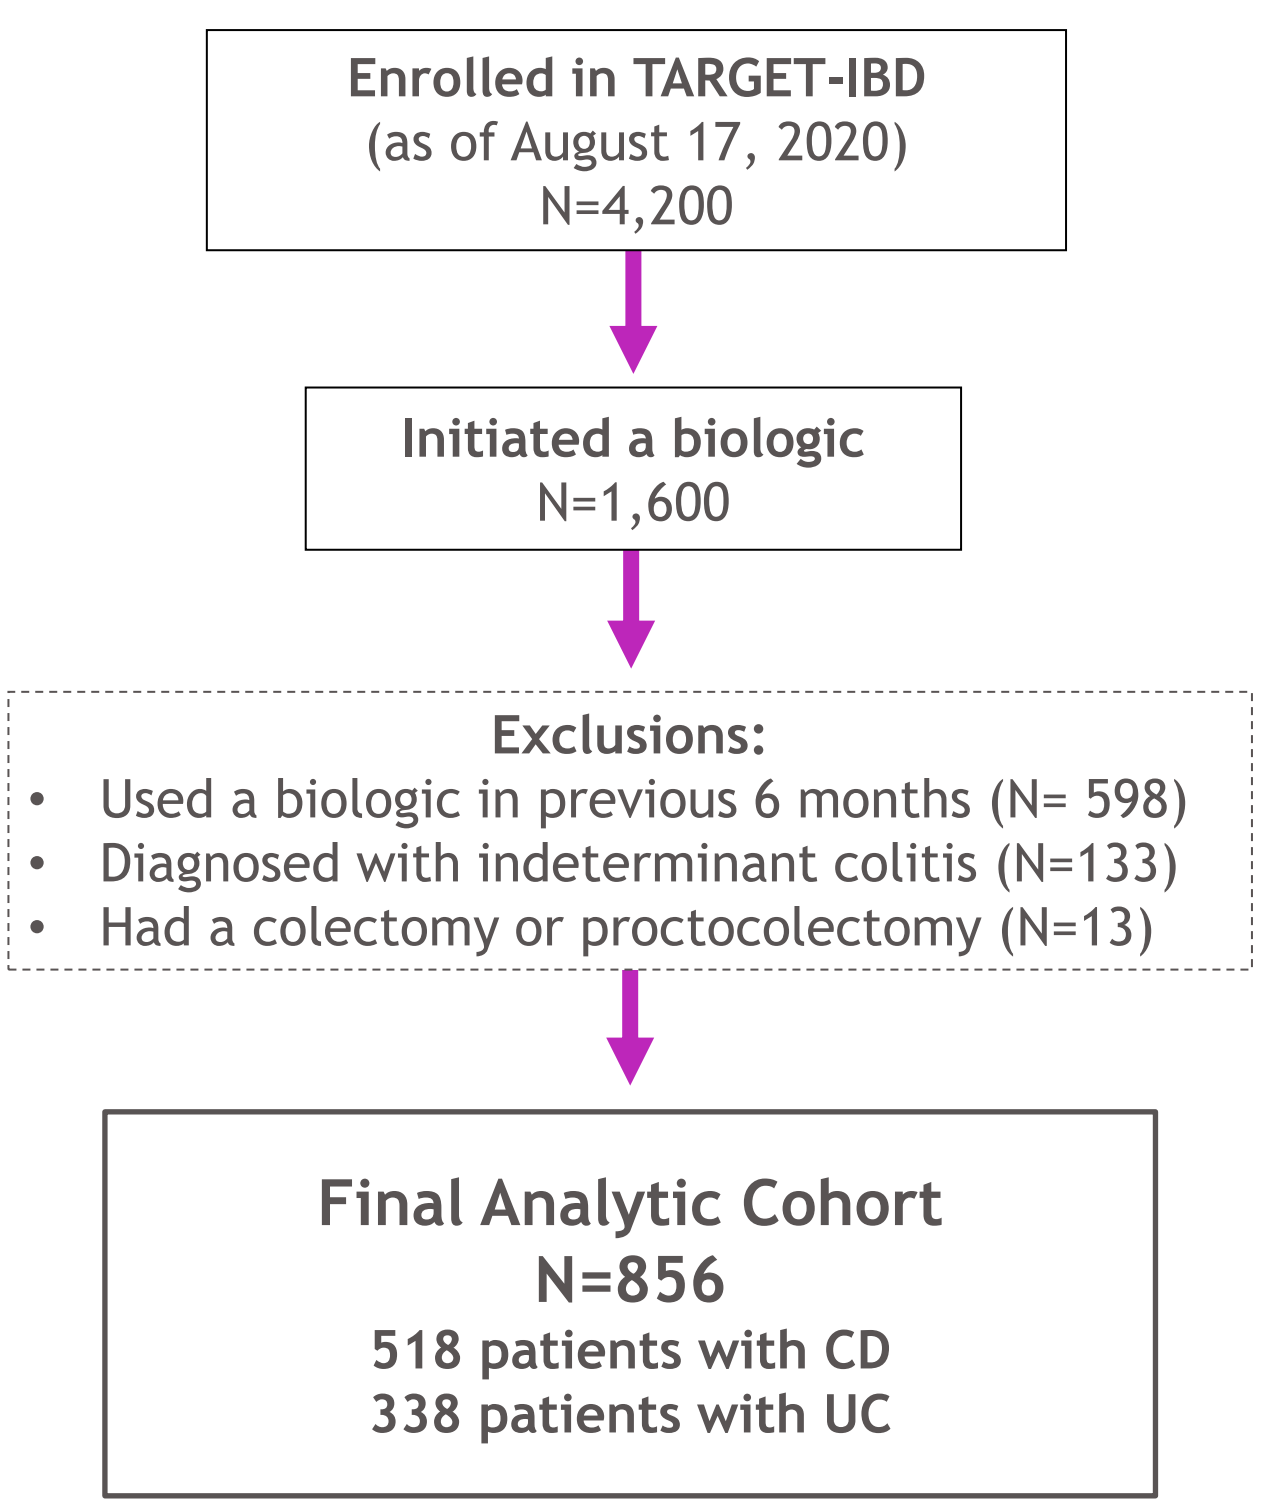 Enrolled in TARGET-IBD
(as of August 17, 2020)
N=4,200
Initiated a biologic
N=1,600
Exclusions:
• Used a biologic in previous 6 months (N= 598)
• Diagnosed with indeterminant colitis (N=133)
• Had a colectomy or proctocolectomy (N=13)
Final Analytic Cohort
N=856
518 patients with CD
338 patients with UC